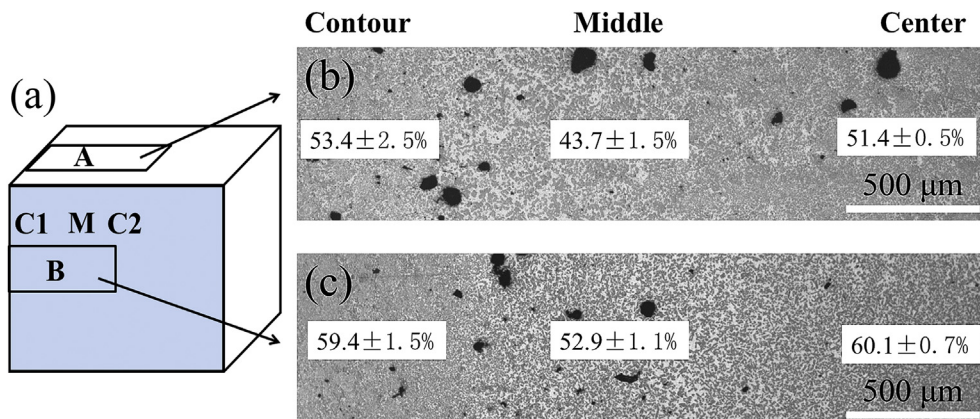 Contour Middle Center
(a)
A
C1 M C2
B
(b)
53.4±2.5% 43.7±1.5% 51.4±0.5%
500 μm
(c)
59.4±1.5% 52.9±1.1% 60.1±0.7%
500 μm